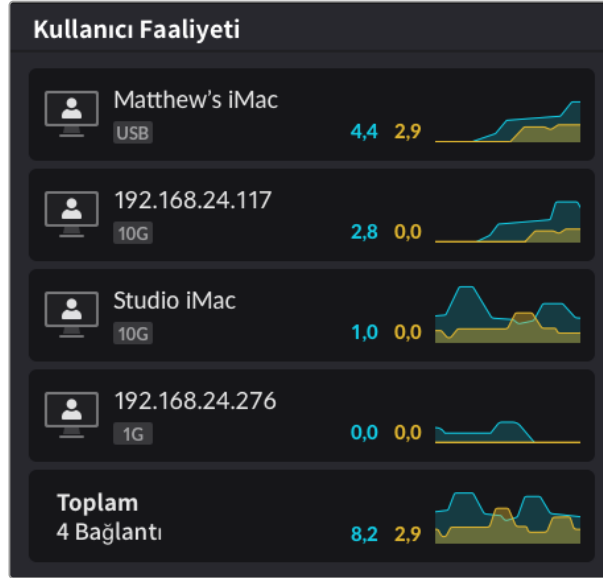 Kullanıcı Faaliyeti
Matthew’s iMac
USB
4,4 2,9
192.168.24.117
10G
2,8 0,0
Studio iMac
10G
1,0 0,0
192.168.24.276
1G
0,0 0,0
Toplam
4 Bağlantı
8,2 2,9